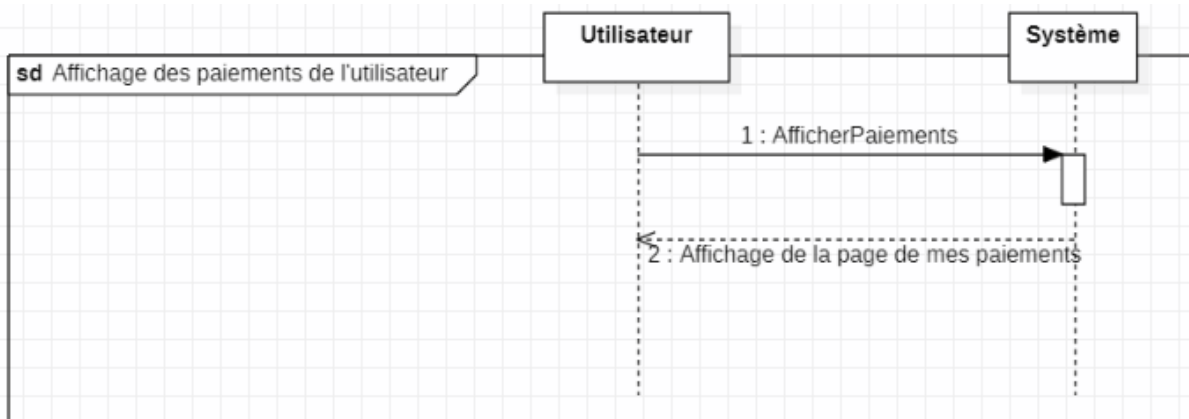 Utilisateur
Système
sd Affichage des paiements de l'utilisateur
1 : AfficherPaiements
2 : Affichage de la page de mes paiements